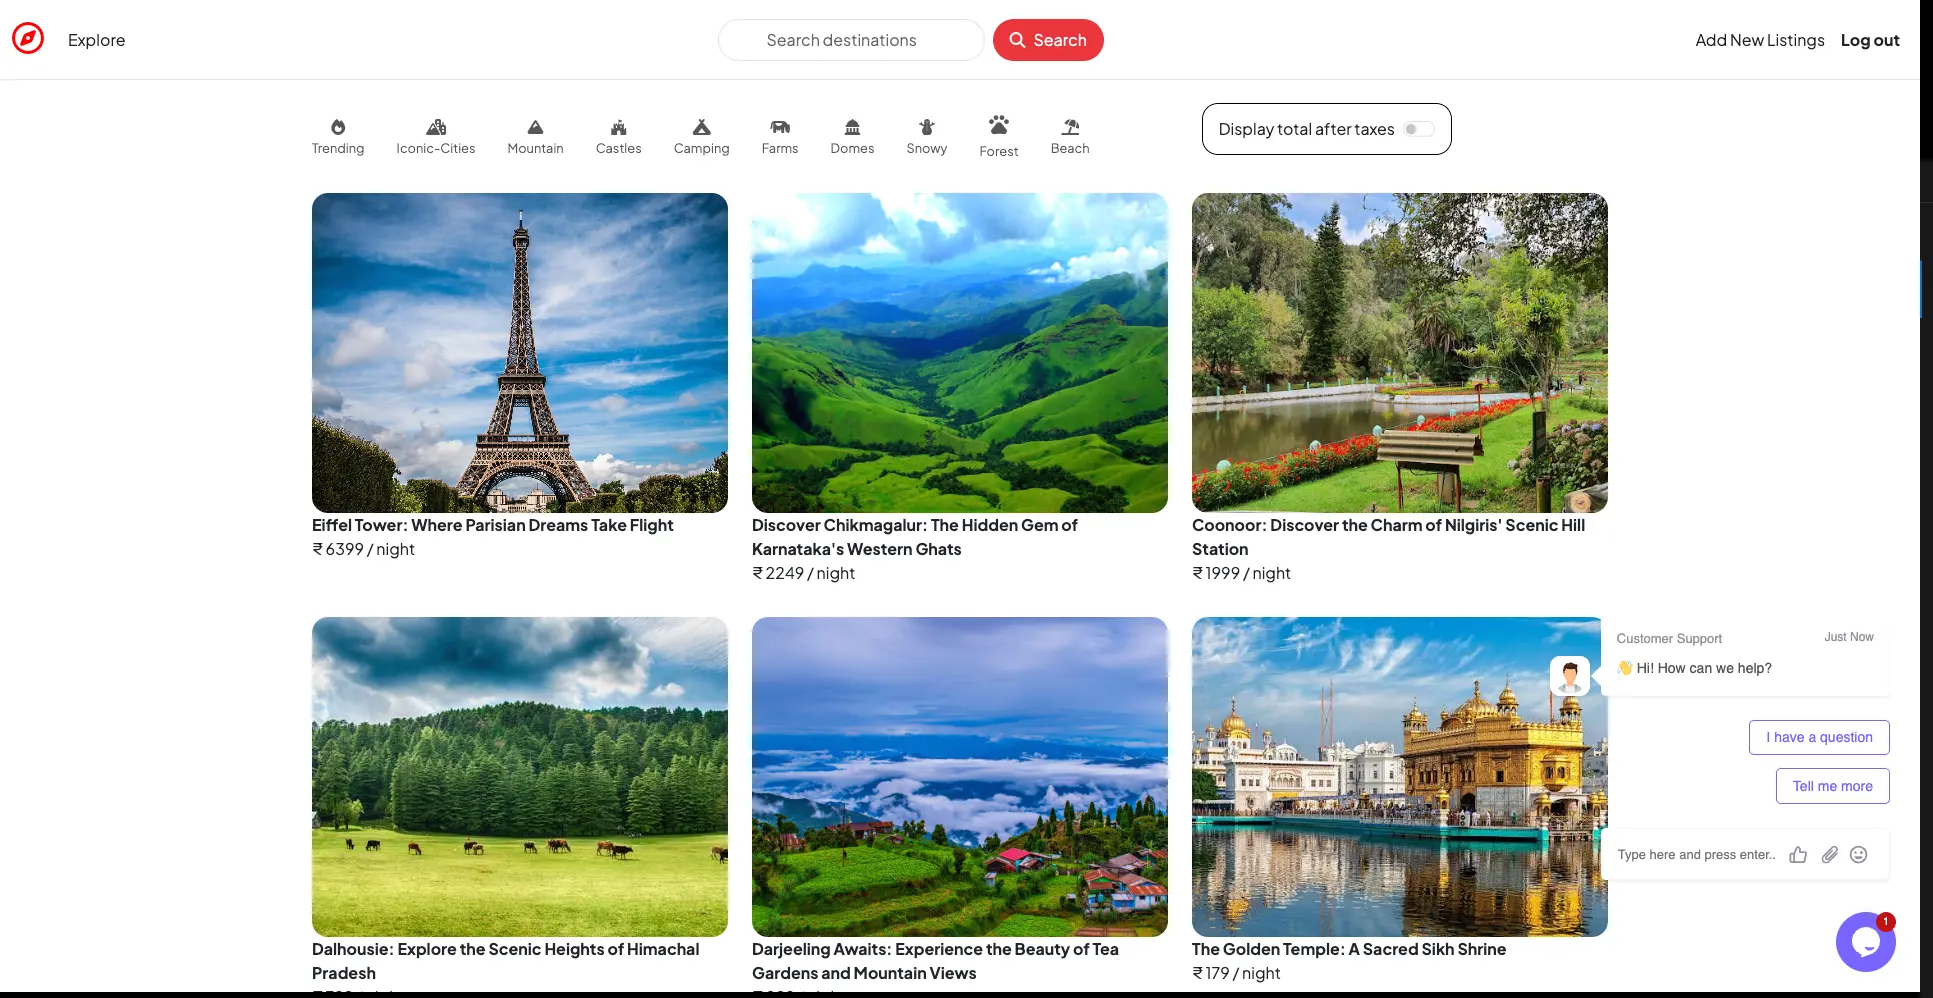 Explore
Search destinations
Search
Add New Listings
Log out
Trending
Iconic-Cities
Mountain
Castles
Camping
Farms
Domes
Snowy
Forest
Beach
Display total after taxes
Eiffel Tower: Where Parisian Dreams Take Flight
₹ 6399 / night
Discover Chikmagalur: The Hidden Gem of
Karnataka's Western Ghats
₹ 2249 / night
Coonoor: Discover the Charm of Nilgiris' Scenic Hill
Station
₹ 1999 / night
Customer Support
Just Now
👋 Hi! How can we help?
I have a question
Tell me more
Type here and press enter..
1
Dalhousie: Explore the Scenic Heights of Himachal
Pradesh
Darjeeling Awaits: Experience the Beauty of Tea
Gardens and Mountain Views
The Golden Temple: A Sacred Sikh Shrine
₹ 179 / night